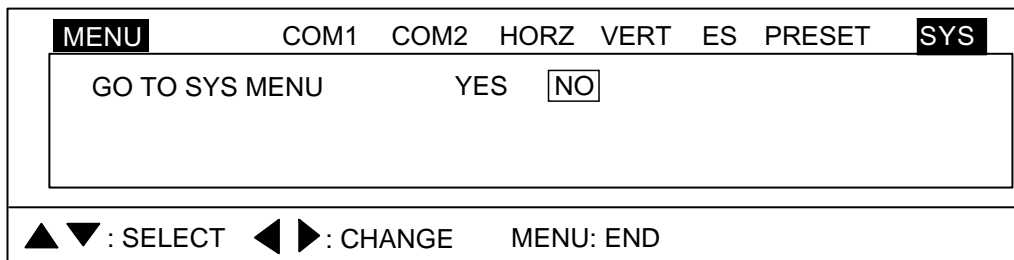 MENU COM1 COM2 HORZ VERT ES PRESET SYS
GO TO SYS MENU YES NO
▲ ▼ : SELECT ◀ ▶ : CHANGE MENU: END